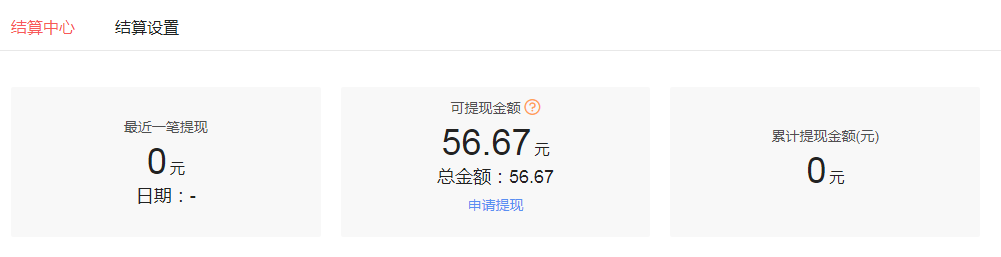 结算中心 结算设置
最近一笔提现
0 元
日期：-
可提现金额 ?
56.67 元
总金额：56.67
申请提现
累计提现金额(元)
0 元